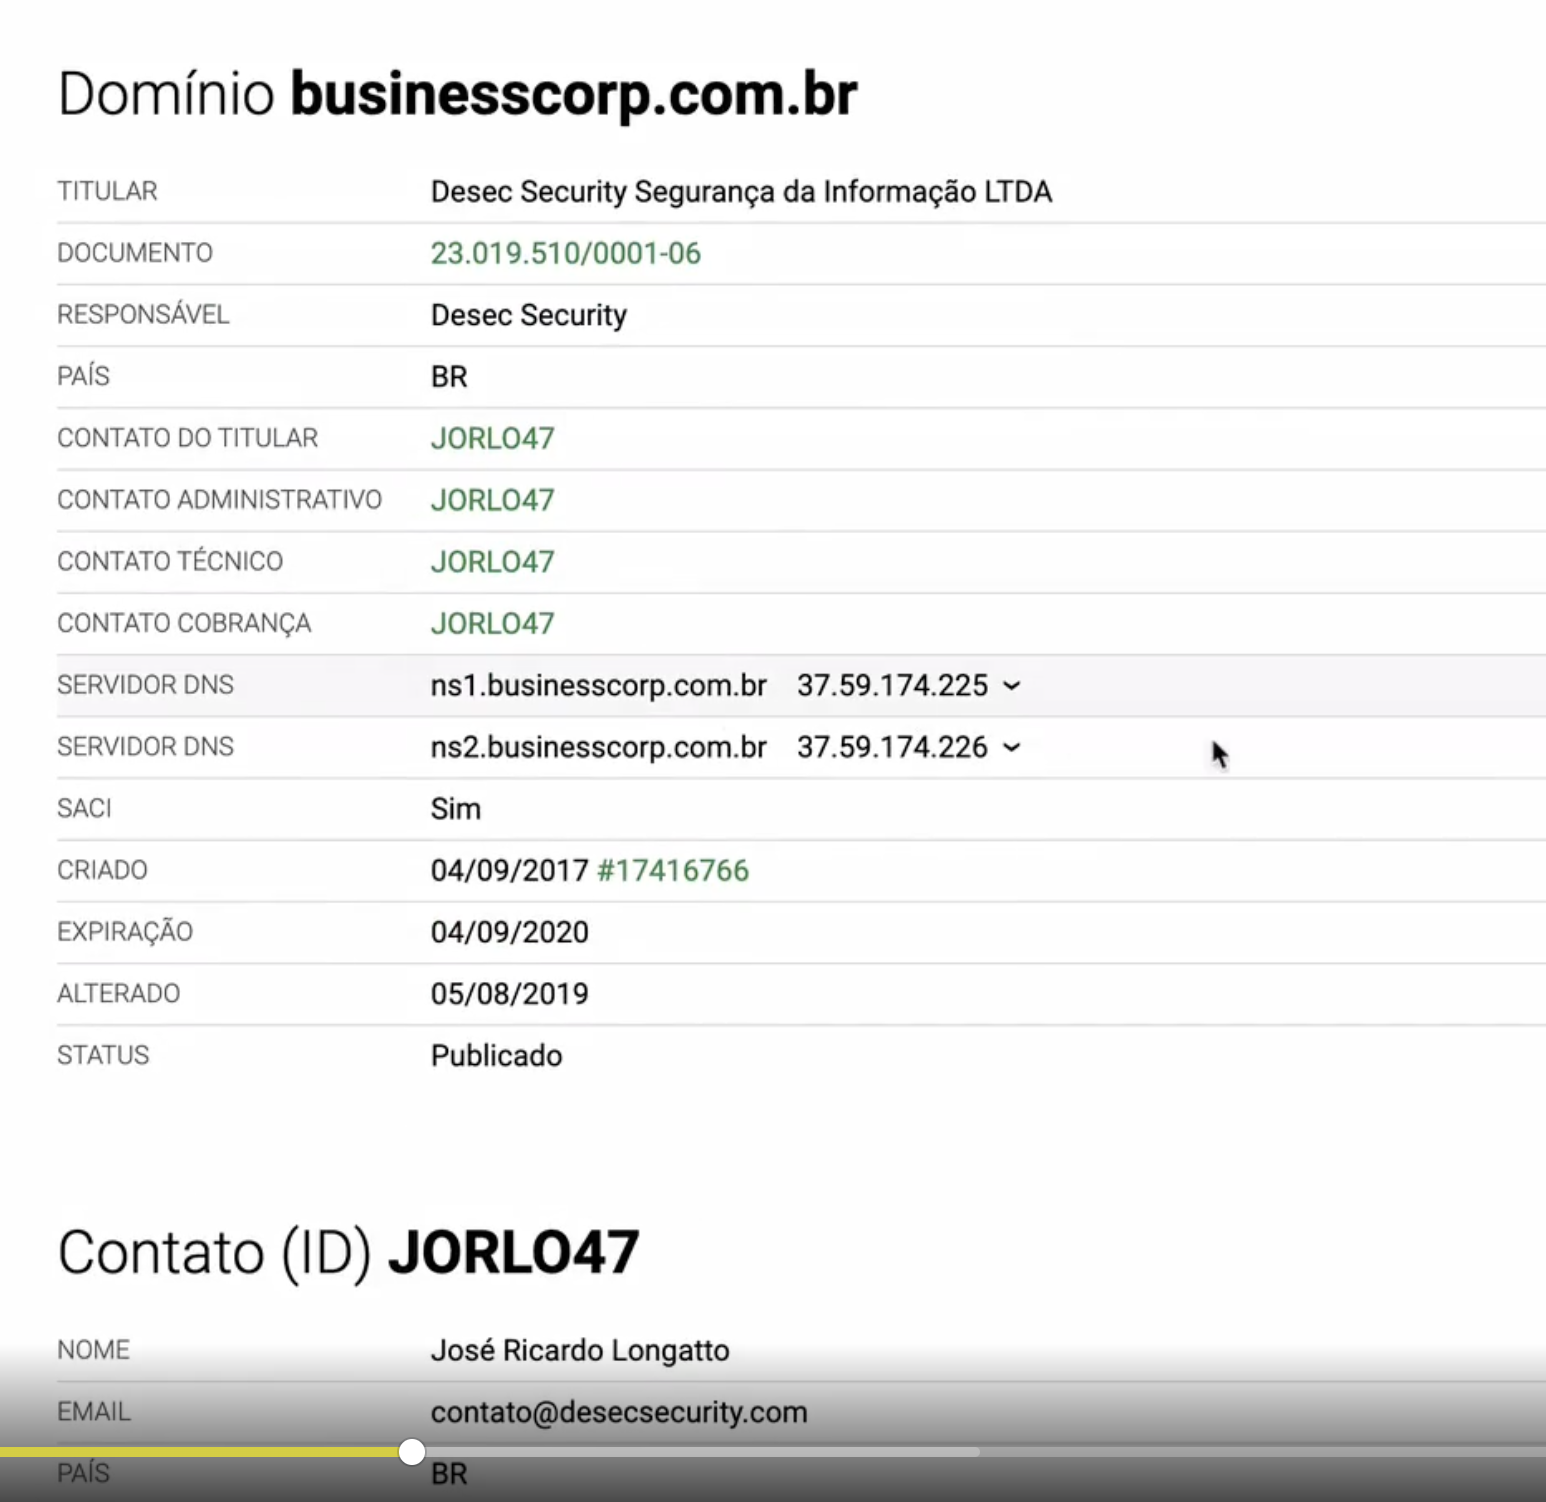 Domínio businesscorp.com.br
TITULAR Desec Security Segurança da Informação LTDA
DOCUMENTO 23.019.510/0001-06
RESPONSÁVEL Desec Security
PAÍS BR
CONTATO DO TITULAR JORLO47
CONTATO ADMINISTRATIVO JORLO47
CONTATO TÉCNICO JORLO47
CONTATO COBRANÇA JORLO47
SERVIDOR DNS ns1.businesscorp.com.br 37.59.174.225
SERVIDOR DNS ns2.businesscorp.com.br 37.59.174.226
SACI Sim
CRIADO 04/09/2017 #17416766
EXPIRAÇÃO 04/09/2020
ALTERADO 05/08/2019
STATUS Publicado
Contato (ID) JORLO47
NOME José Ricardo Longatto
EMAIL contato@desecsecurity.com
PAÍS BR